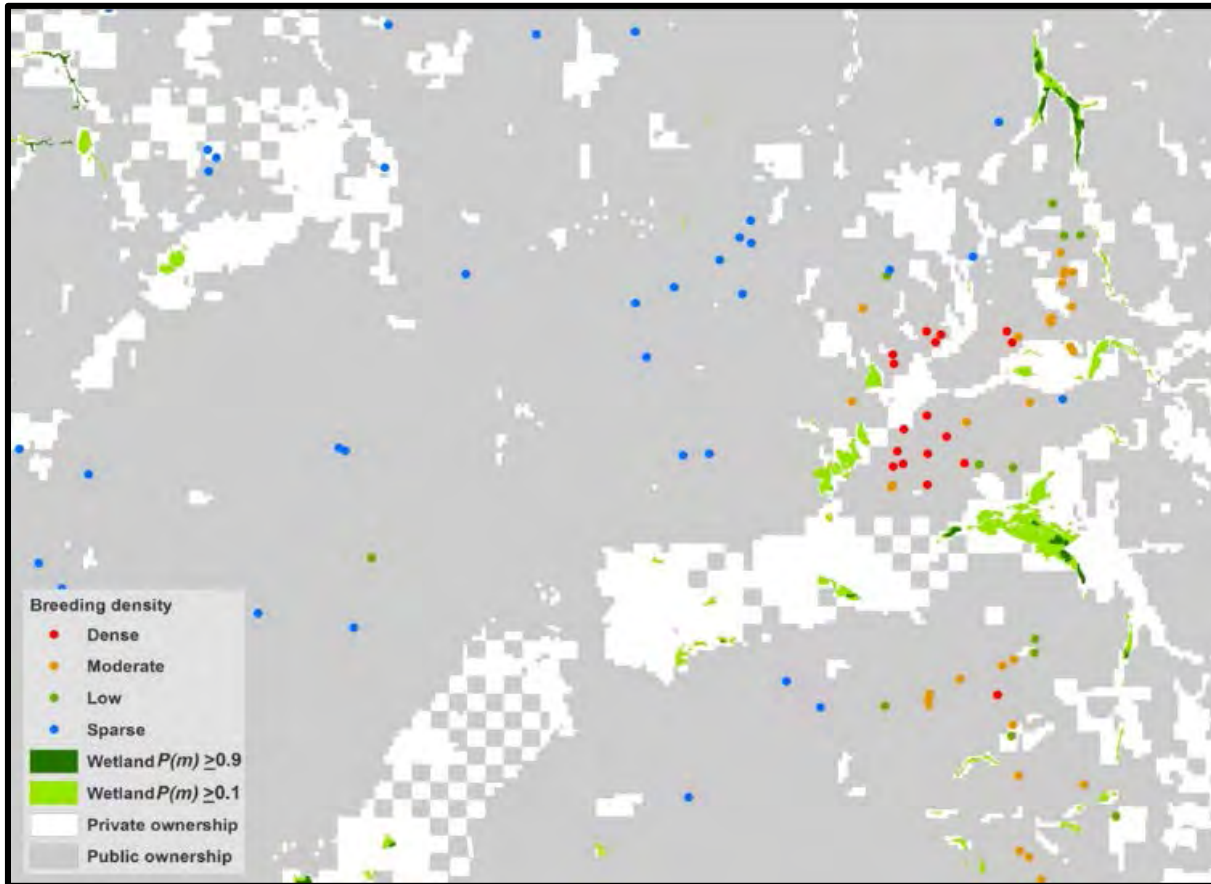 Breeding density
Dense
Moderate
Low
Sparse
Wetland P(m) ≥0.9
Wetland P(m) ≥0.1
Private ownership
Public ownership